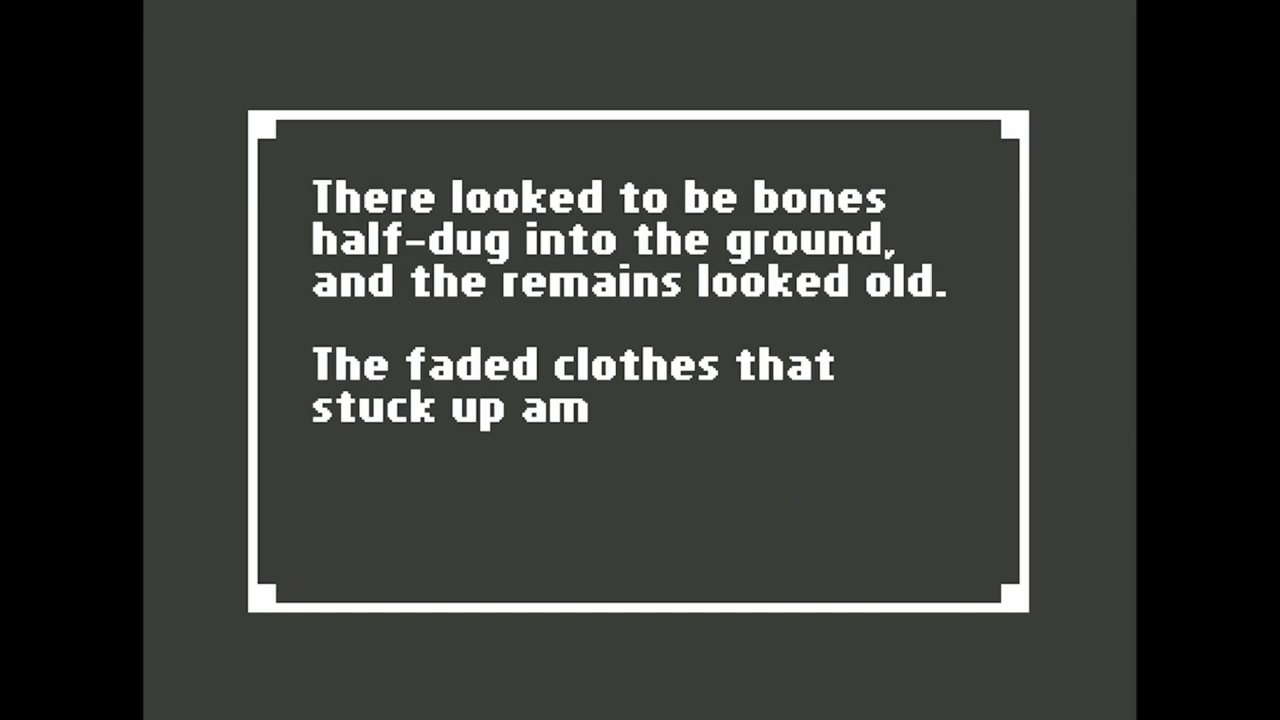 There looked to be bones
half-dug into the ground,
and the remains looked old.
The faded clothes that
stuck up am